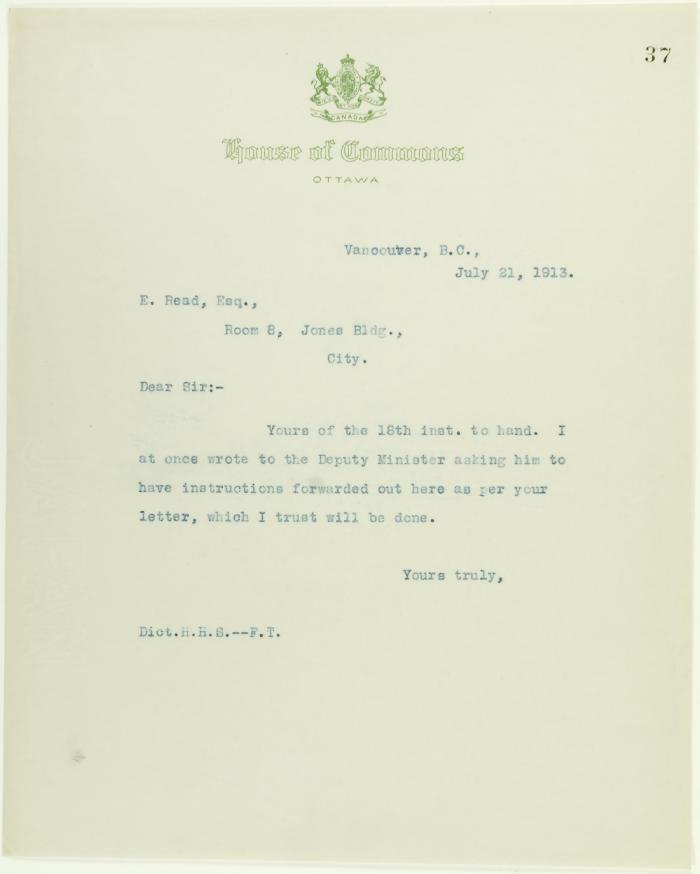 37
CANADA
House of Commons
OTTAWA
Vancouver, B.C.,
July 21, 1913.
E. Read, Esq.,
Room 8, Jones Bldg.,
City.
Dear Sir:-
Yours of the 18th inst. to hand. I
at once wrote to the Deputy Minister asking him to
have instructions forwarded out here as per your
letter, which I trust will be done.
Yours truly,
Dict.H.H.S.--F.T.